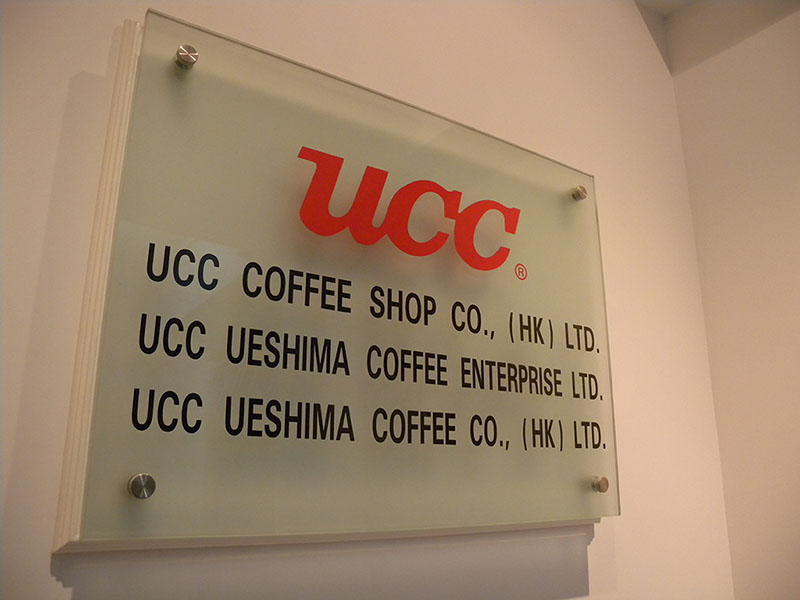 ucc®
UCC COFFEE SHOP CO., (HK) LTD.
UCC UESHIMA COFFEE ENTERPRISE LTD.
UCC UESHIMA COFFEE CO., (HK) LTD.